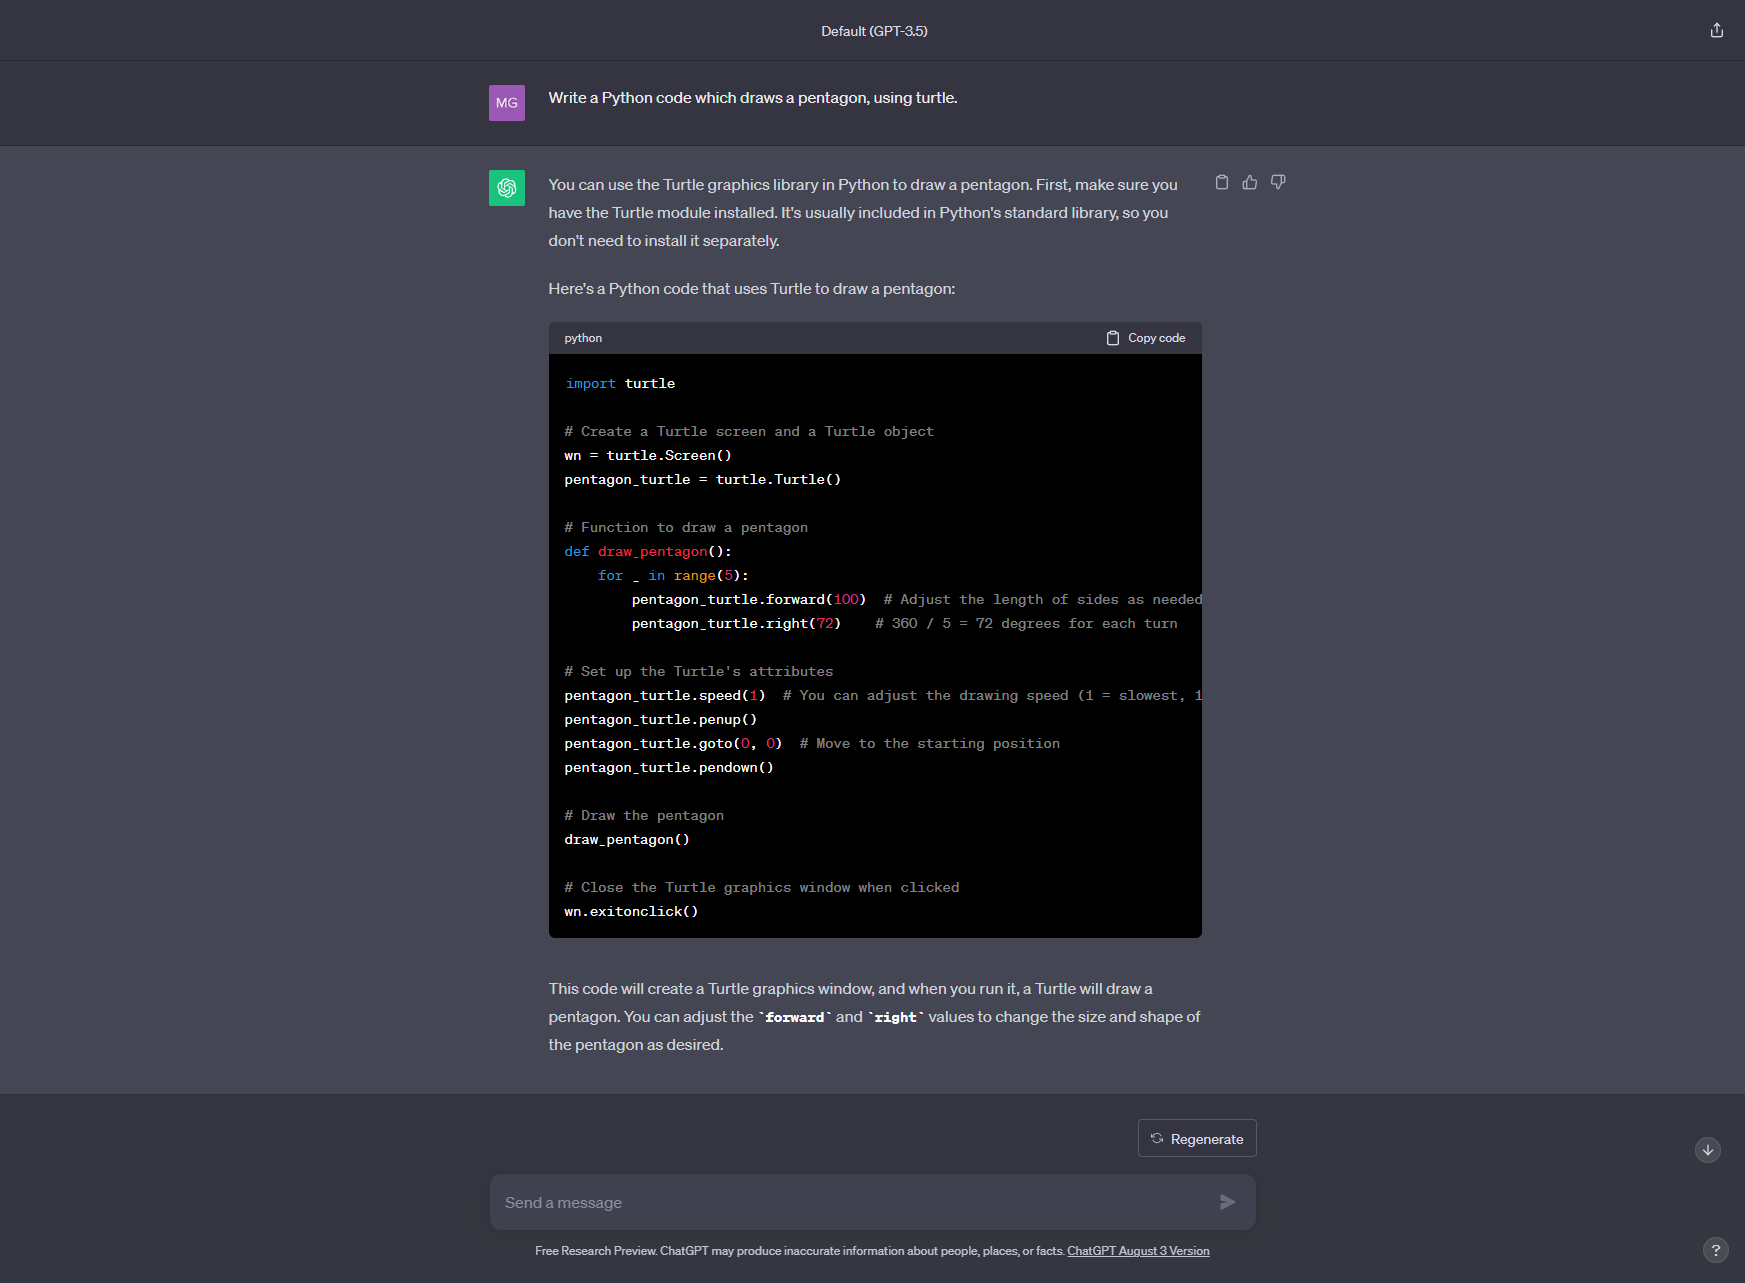 Default (GPT-3.5)
MG
Write a Python code which draws a pentagon, using turtle.
You can use the Turtle graphics library in Python to draw a pentagon. First, make sure you
have the Turtle module installed. It's usually included in Python's standard library, so you
don't need to install it separately.
Here's a Python code that uses Turtle to draw a pentagon:
python
Copy code
import turtle
# Create a Turtle screen and a Turtle object
wn = turtle.Screen()
pentagon_turtle = turtle.Turtle()
# Function to draw a pentagon
def draw_pentagon():
    for _ in range(5):
        pentagon_turtle.forward(100)  # Adjust the length of sides as needed
        pentagon_turtle.right(72)    # 360 / 5 = 72 degrees for each turn
# Set up the Turtle's attributes
pentagon_turtle.speed(1)  # You can adjust the drawing speed (1 = slowest, 1
pentagon_turtle.penup()
pentagon_turtle.goto(0, 0)  # Move to the starting position
pentagon_turtle.pendown()
# Draw the pentagon
draw_pentagon()
# Close the Turtle graphics window when clicked
wn.exitonclick()
This code will create a Turtle graphics window, and when you run it, a Turtle will draw a
pentagon. You can adjust the `forward` and `right` values to change the size and shape of
the pentagon as desired.
Regenerate
Send a message
Free Research Preview. ChatGPT may produce inaccurate information about people, places, or facts. ChatGPT August 3 Version
?